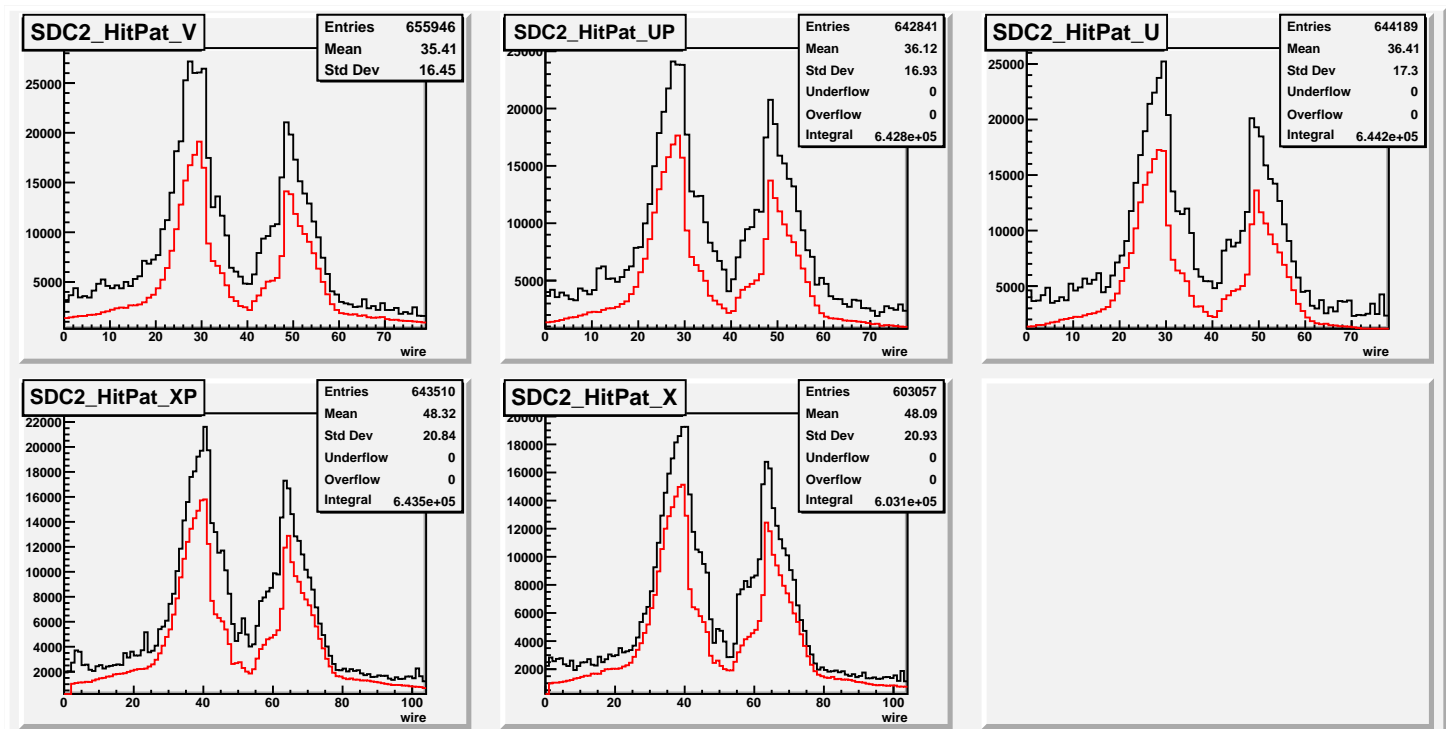 SDC2_HitPat_V
Entries 655946
Mean 35.41
Std Dev 16.45
25000
20000
15000
10000
5000
0 10 20 30 40 50 60 70
wire
SDC2_HitPat_UP
Entries 642841
Mean 36.12
Std Dev 16.93
Underflow 0
Overflow 0
Integral 6.428e+05
25000
20000
15000
10000
5000
0 10 20 30 40 50 60 70
wire
SDC2_HitPat_U
Entries 644189
Mean 36.41
Std Dev 17.3
Underflow 0
Overflow 0
Integral 6.442e+05
25000
20000
15000
10000
5000
0 10 20 30 40 50 60 70
wire
SDC2_HitPat_XP
Entries 643510
Mean 48.32
Std Dev 20.84
Underflow 0
Overflow 0
Integral 6.435e+05
22000
20000
18000
16000
14000
12000
10000
8000
6000
4000
2000
0 20 40 60 80 100
wire
SDC2_HitPat_X
Entries 603057
Mean 48.09
Std Dev 20.93
Underflow 0
Overflow 0
Integral 6.031e+05
20000
18000
16000
14000
12000
10000
8000
6000
4000
2000
0 20 40 60 80 100
wire